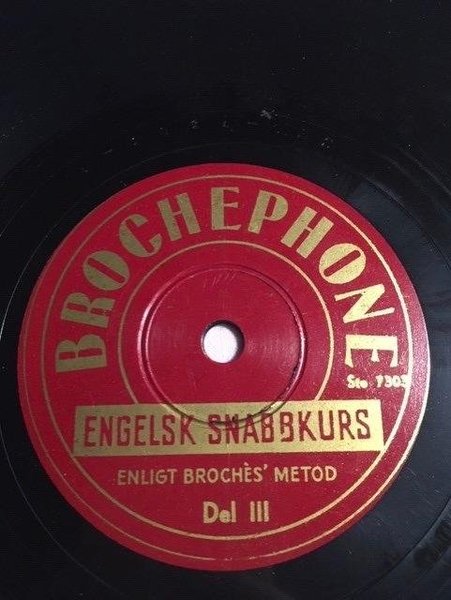 BROCHEPHONE
Sto 7303
ENGELSK SNABBKURS
ENLIGT BROCHÈS' METOD
Del III